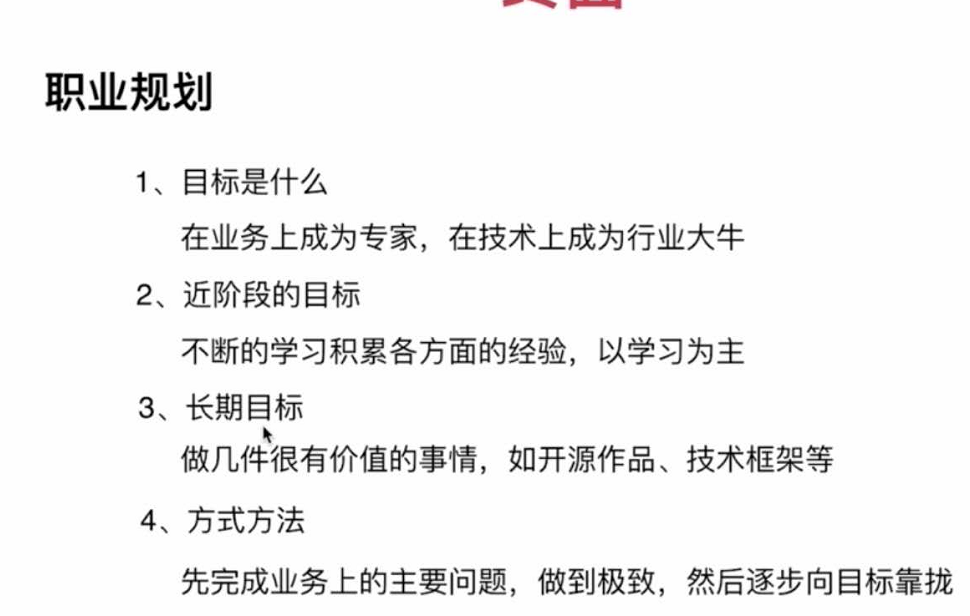 职业规划
1、目标是什么
在业务上成为专家，在技术上成为行业大牛
2、近阶段的目标
不断的学习积累各方面的经验，以学习为主
3、长期目标
做几件很有价值的事情，如开源作品、技术框架等
4、方式方法
先完成业务上的主要问题，做到极致，然后逐步向目标靠拢